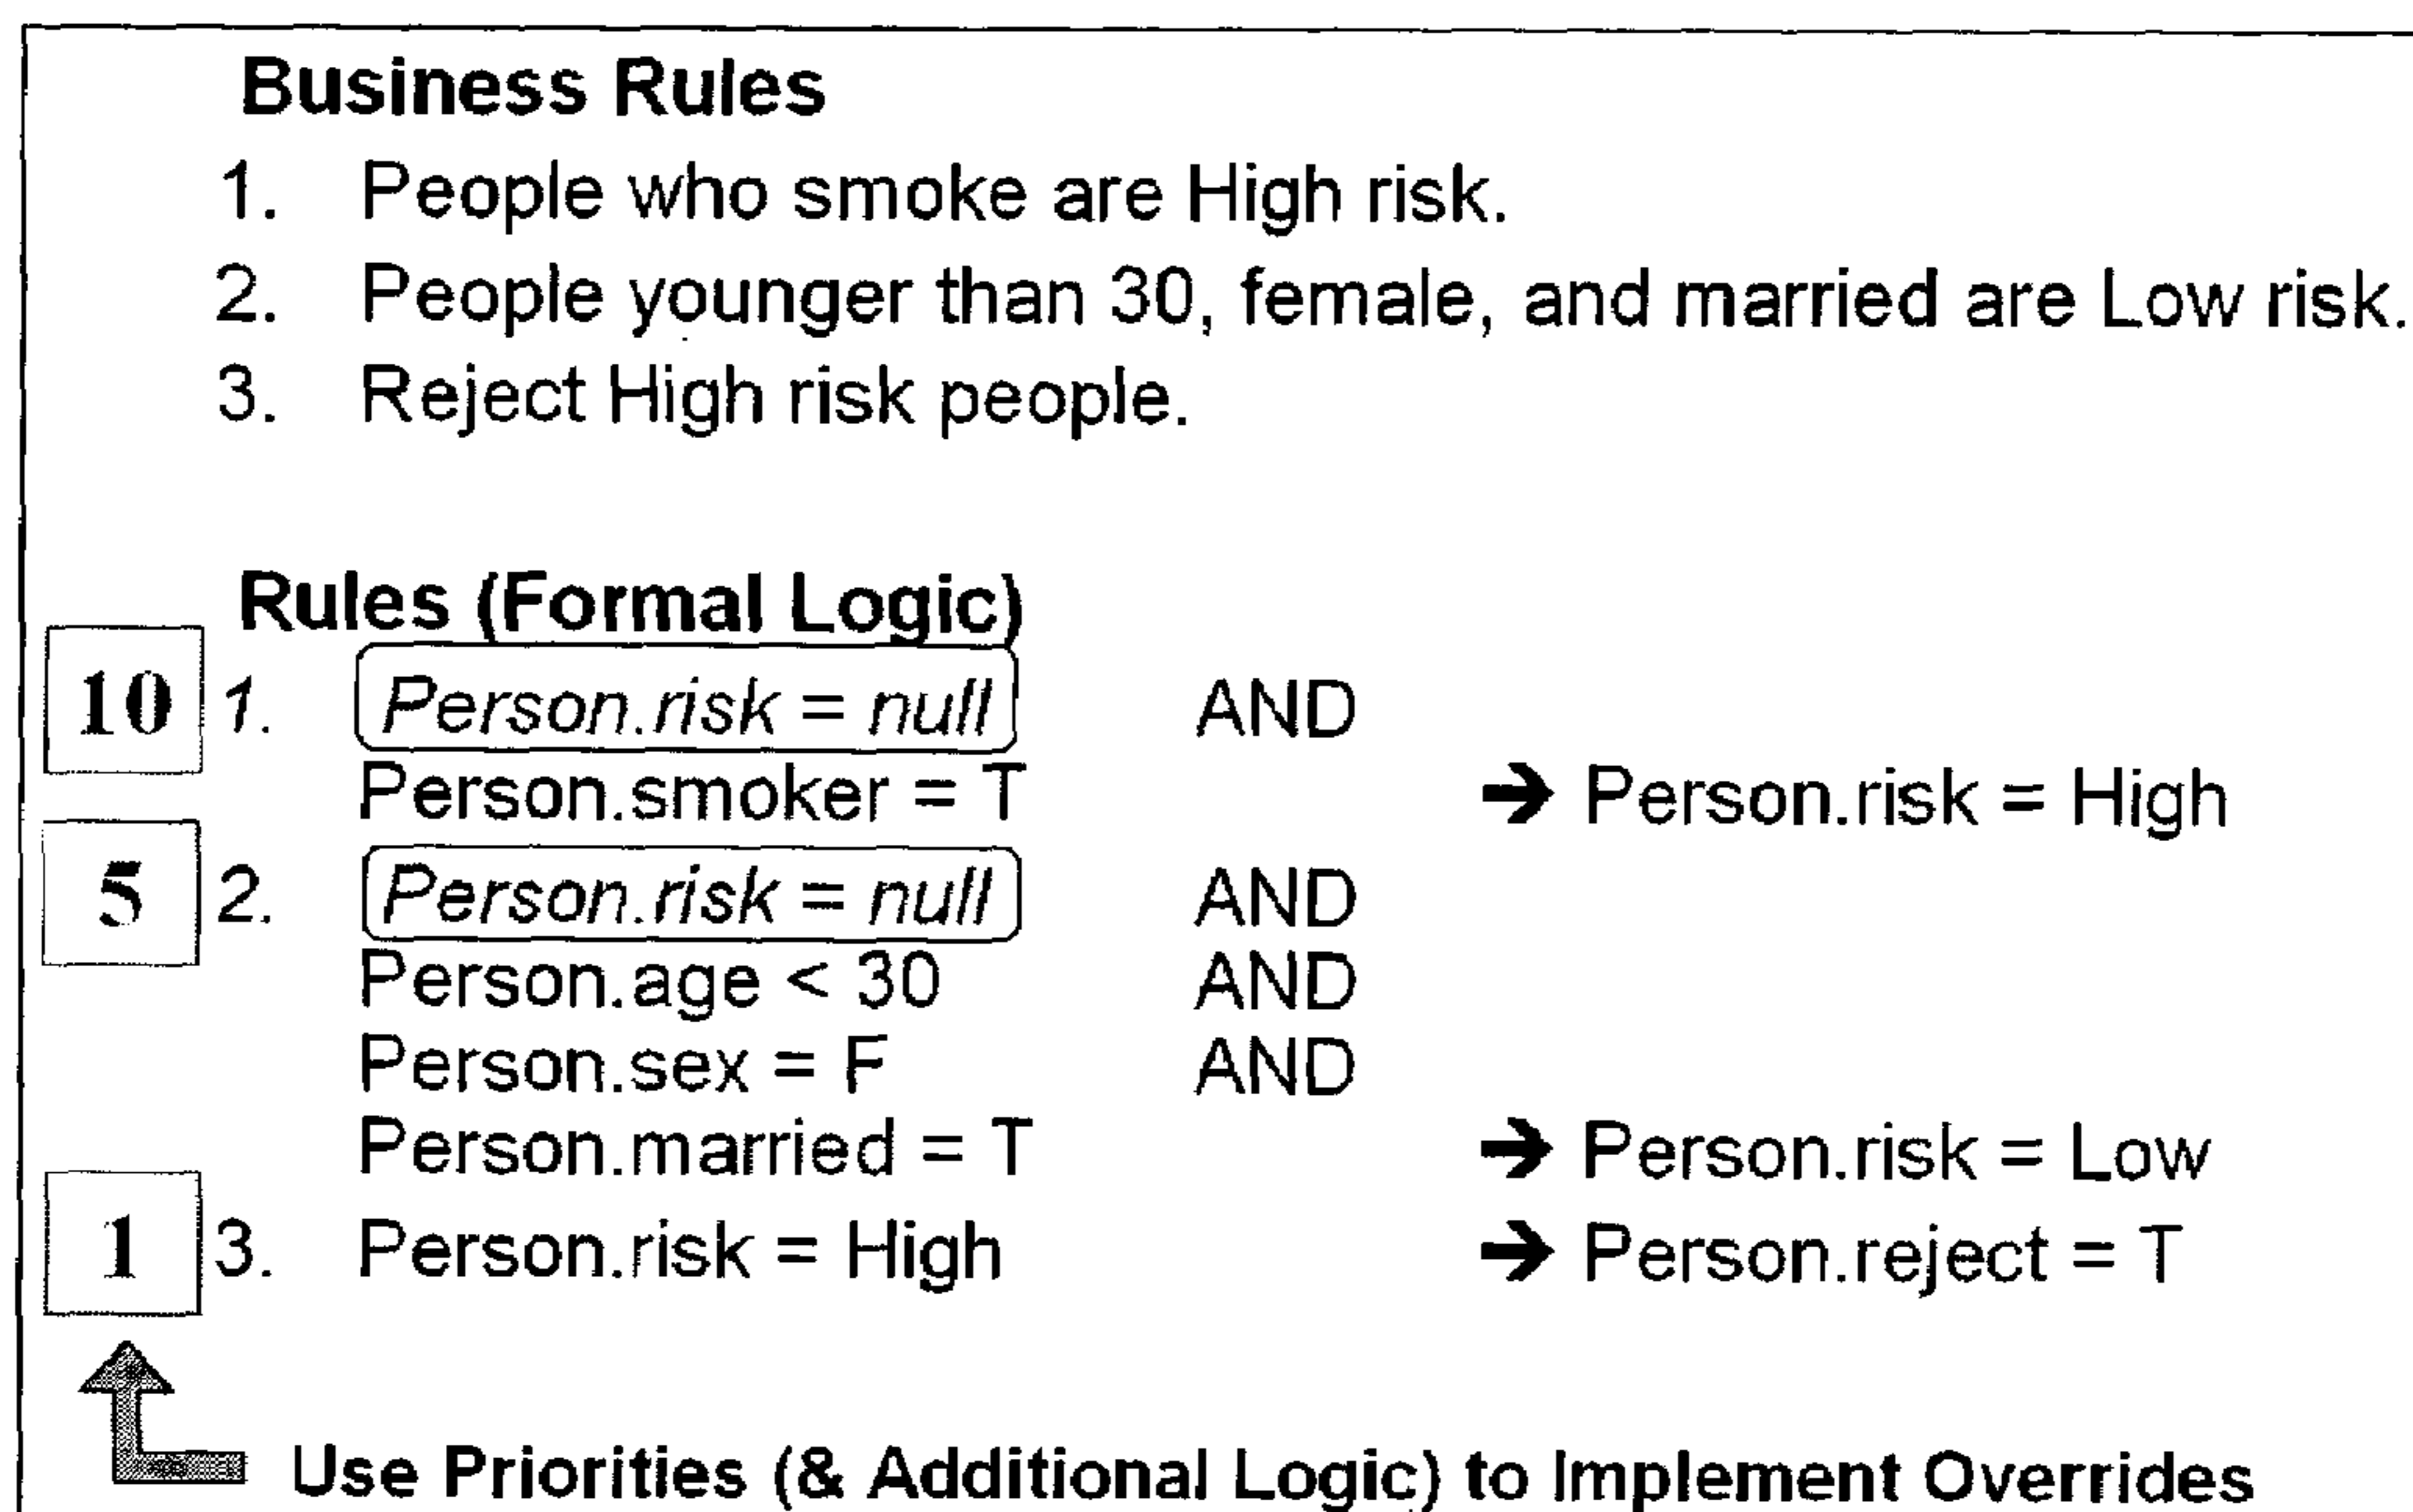 Business Rules
1. People who smoke are High risk.
2. People younger than 30, female, and married are Low risk.
3. Reject High risk people.
Rules (Formal Logic)
10 1. Person.risk = null AND
Person.smoker = T → Person.risk = High
5 2. Person.risk = null AND
Person.age < 30 AND
Person.sex = F AND
Person.married = T → Person.risk = Low
1 3. Person.risk = High → Person.reject = T
Use Priorities (& Additional Logic) to Implement Overrides